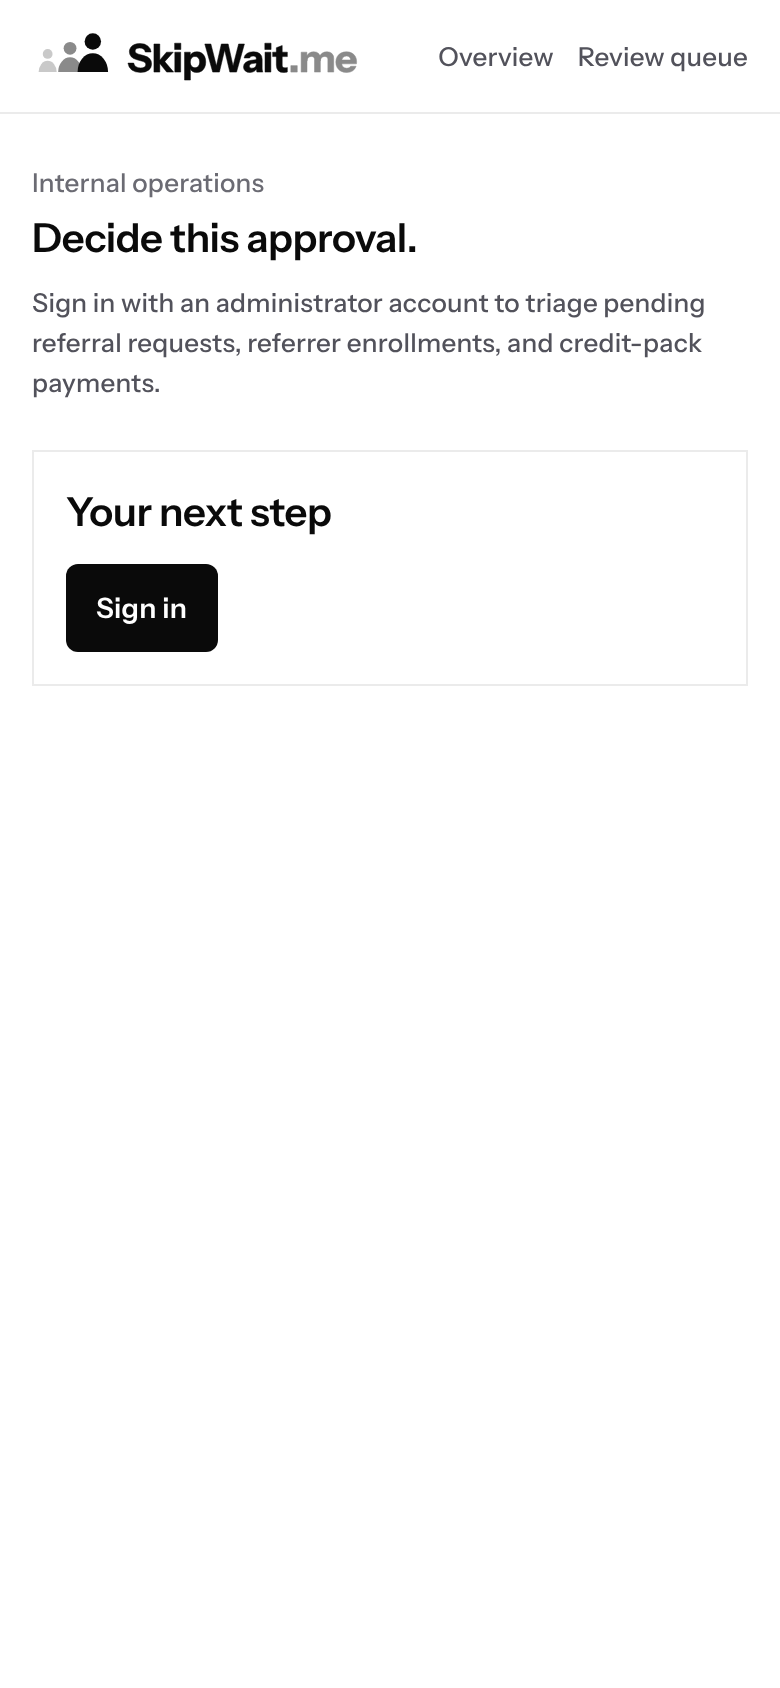 SkipWait.me
Overview
Review queue
Internal operations
Decide this approval.
Sign in with an administrator account to triage pending
referral requests, referrer enrollments, and credit-pack
payments.
Your next step
Sign in